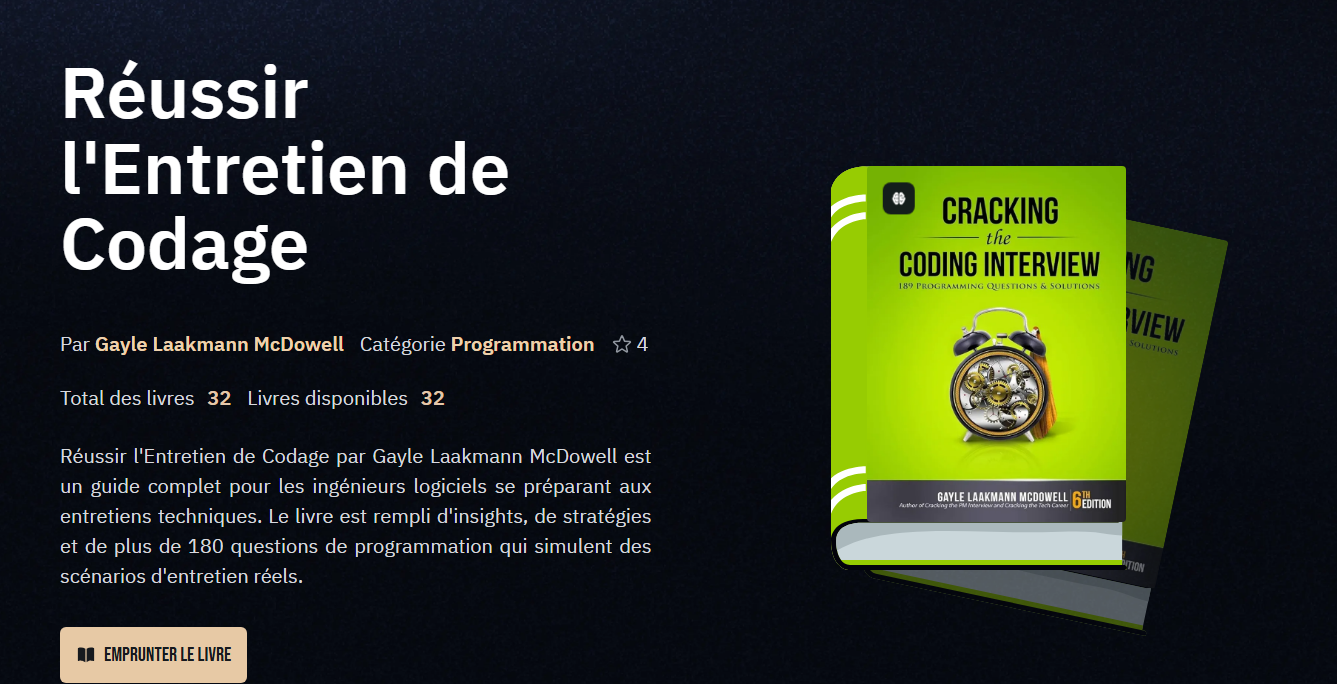 Réussir
l'Entretien de
Codage
Par Gayle Laakmann McDowell Catégorie Programmation 4
Total des livres 32 Livres disponibles 32
Réussir l'Entretien de Codage par Gayle Laakmann McDowell est
un guide complet pour les ingénieurs logiciels se préparant aux
entretiens techniques. Le livre est rempli d'insights, de stratégies
et de plus de 180 questions de programmation qui simulent des
scénarios d'entretien réels.
EMPRUNTER LE LIVRE
CRACKING
the
CODING INTERVIEW
189 PROGRAMMING QUESTIONS & SOLUTIONS
GAYLE LAAKMANN MCDOWELL
Author of Cracking the PM Interview and Cracking the Tech Career
6TH
EDITION
SOLUTIONS